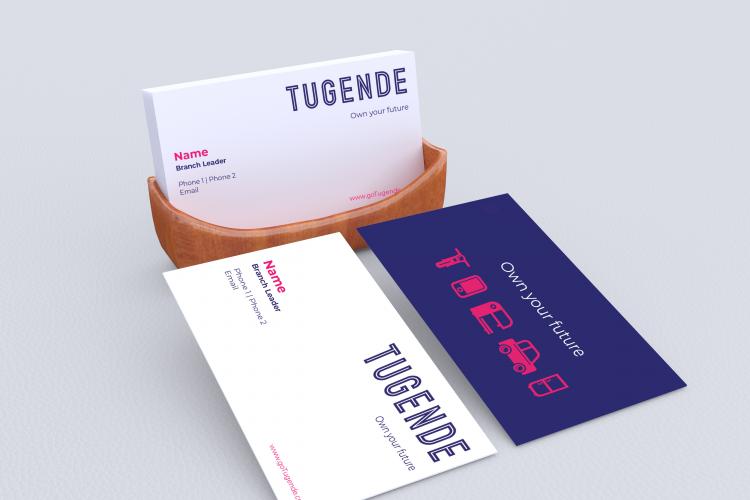 TUGENDE
Own your future
Name
Branch Leader
Phone 1 | Phone 2
Email
www.goTugende
Name
Branch Leader
Phone 1 | Phone 2
Email
TUGENDE
Own your future
www.goTugende.c
Own your future